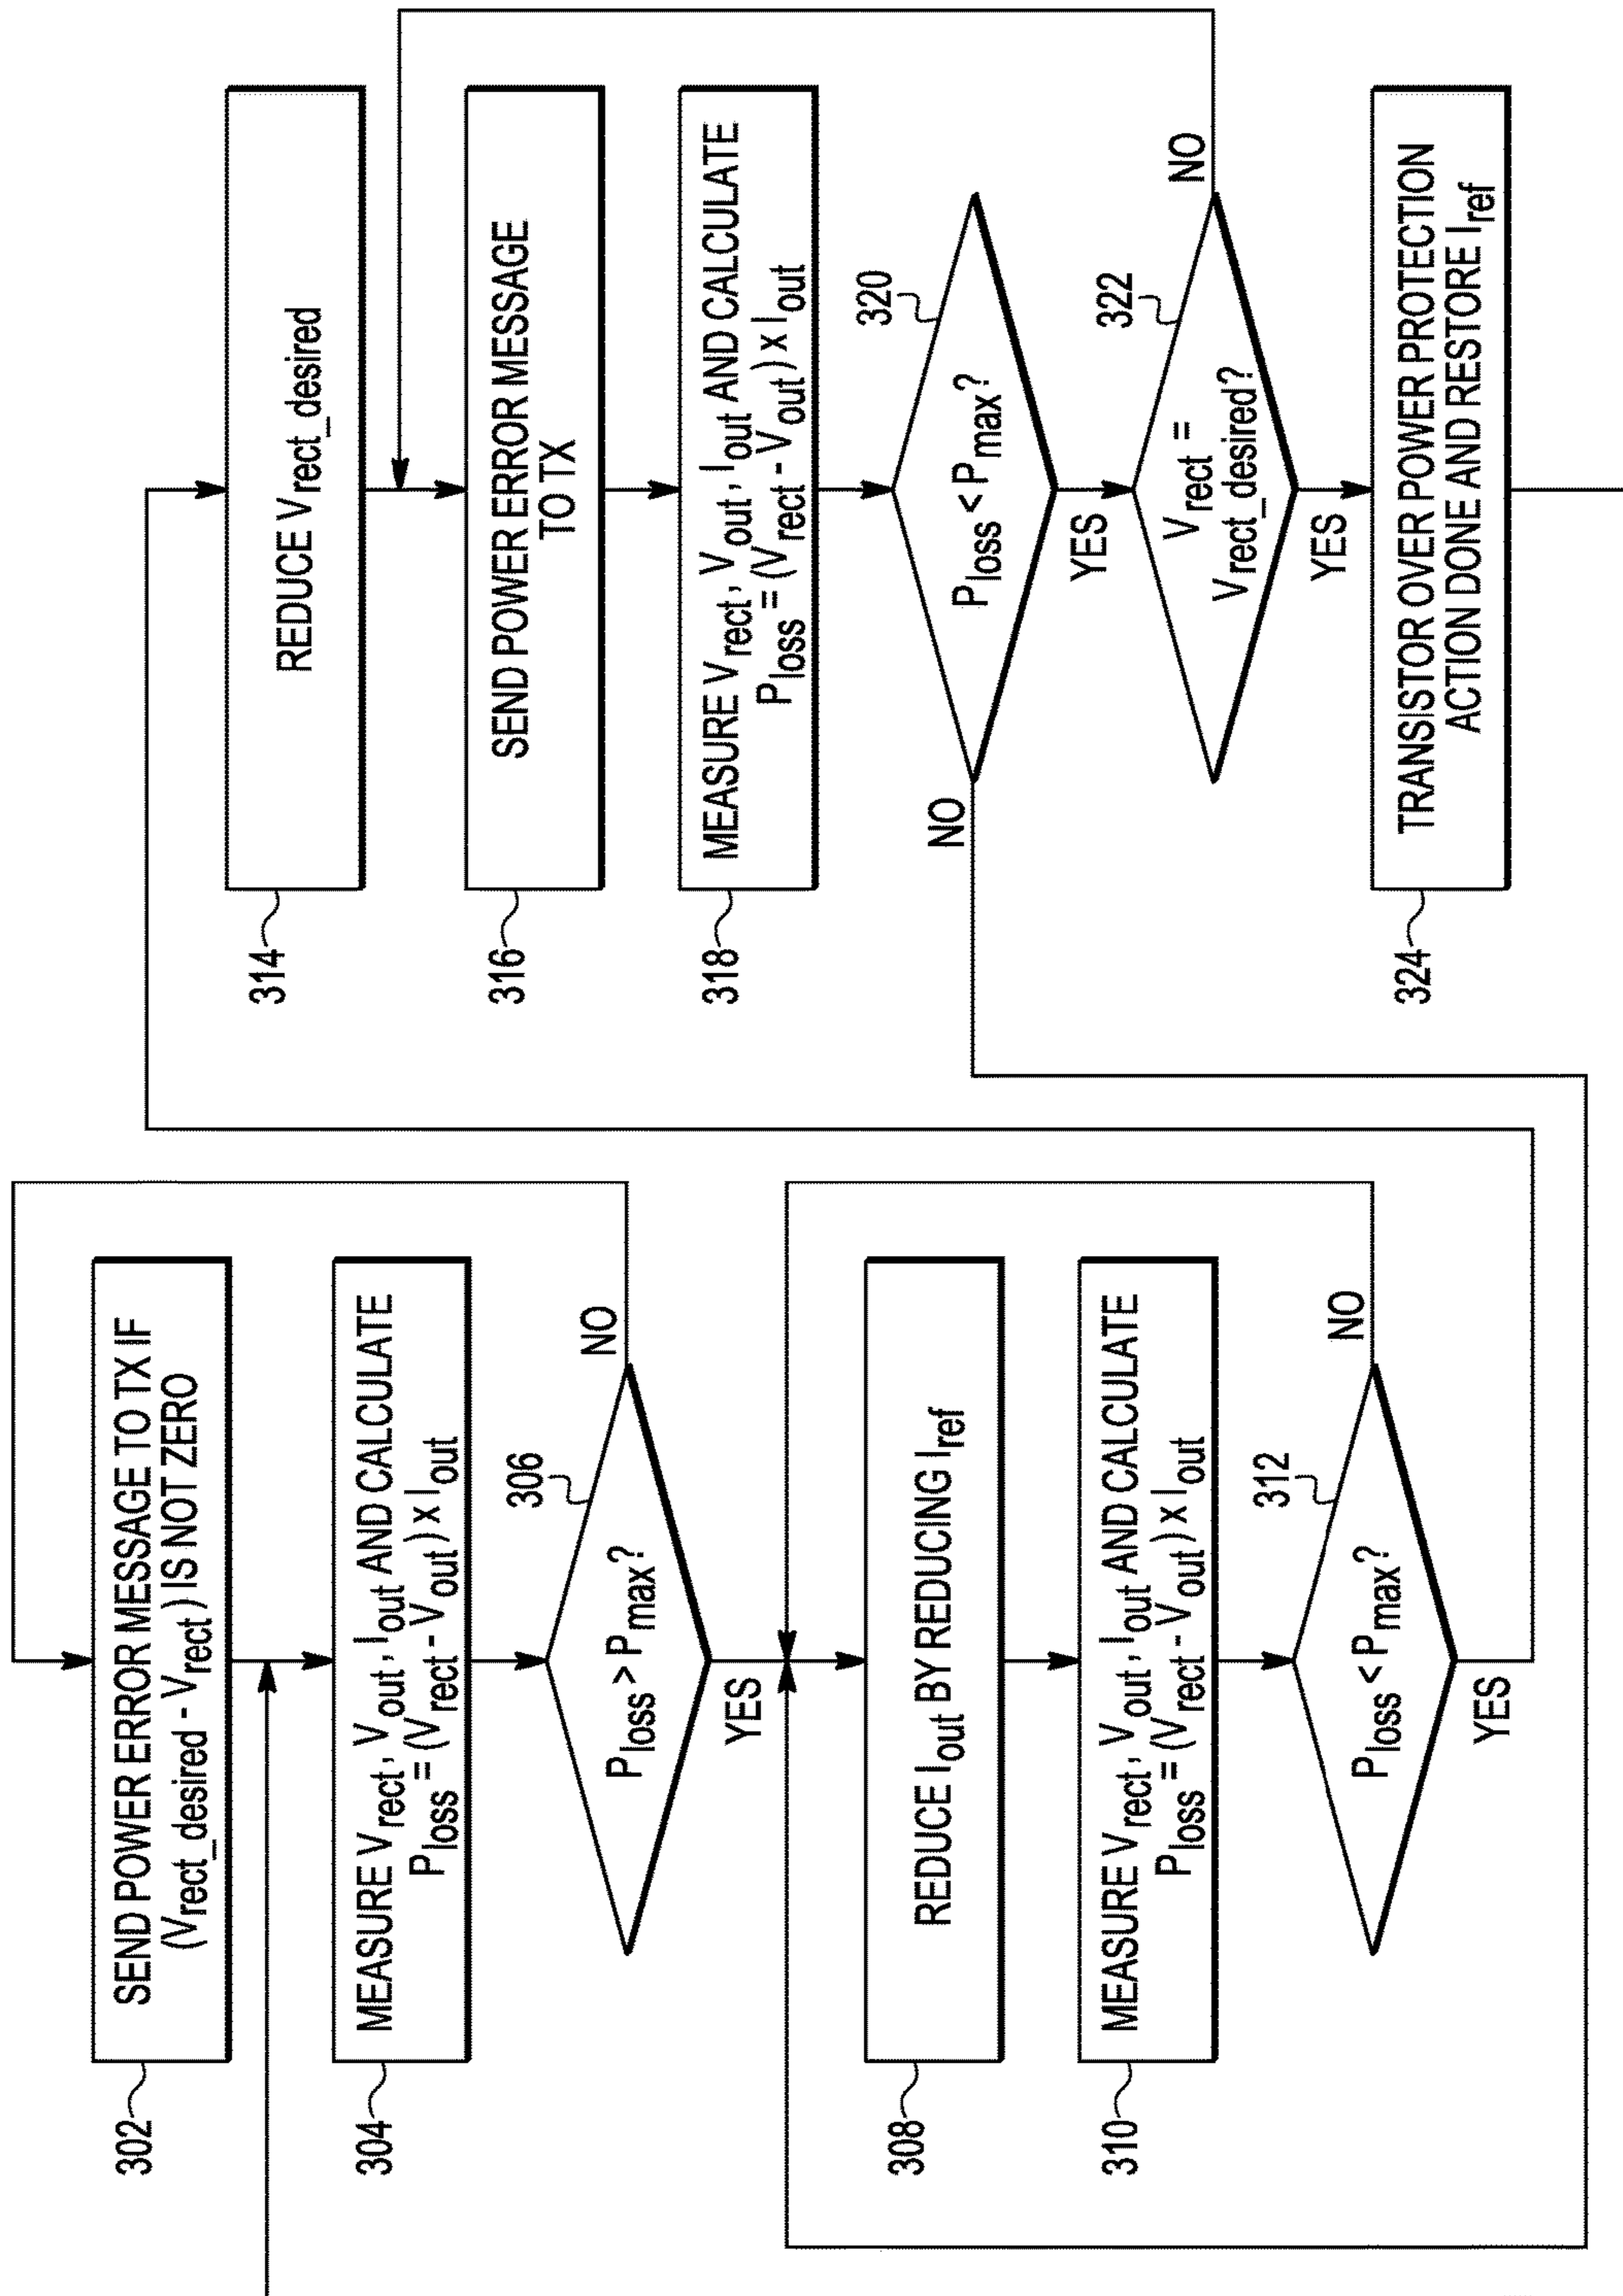 302
SEND POWER ERROR MESSAGE TO TX IF
(Vrect_desired - Vrect) IS NOT ZERO
304
MEASURE Vrect, Vout, Iout AND CALCULATE
Ploss = (Vrect - Vout) x Iout
306
Ploss > Pmax?
NO
YES
308
REDUCE Iout BY REDUCING Iref
310
MEASURE Vrect, Vout, Iout AND CALCULATE
Ploss = (Vrect - Vout) x Iout
312
Ploss < Pmax?
NO
YES
314
REDUCE Vrect_desired
316
SEND POWER ERROR MESSAGE
TO TX
318
MEASURE Vrect, Vout, Iout AND CALCULATE
Ploss = (Vrect - Vout) x Iout
320
Ploss < Pmax?
NO
YES
322
Vrect =
Vrect_desired?
NO
YES
324
TRANSISTOR OVER POWER PROTECTION
ACTION DONE AND RESTORE Iref